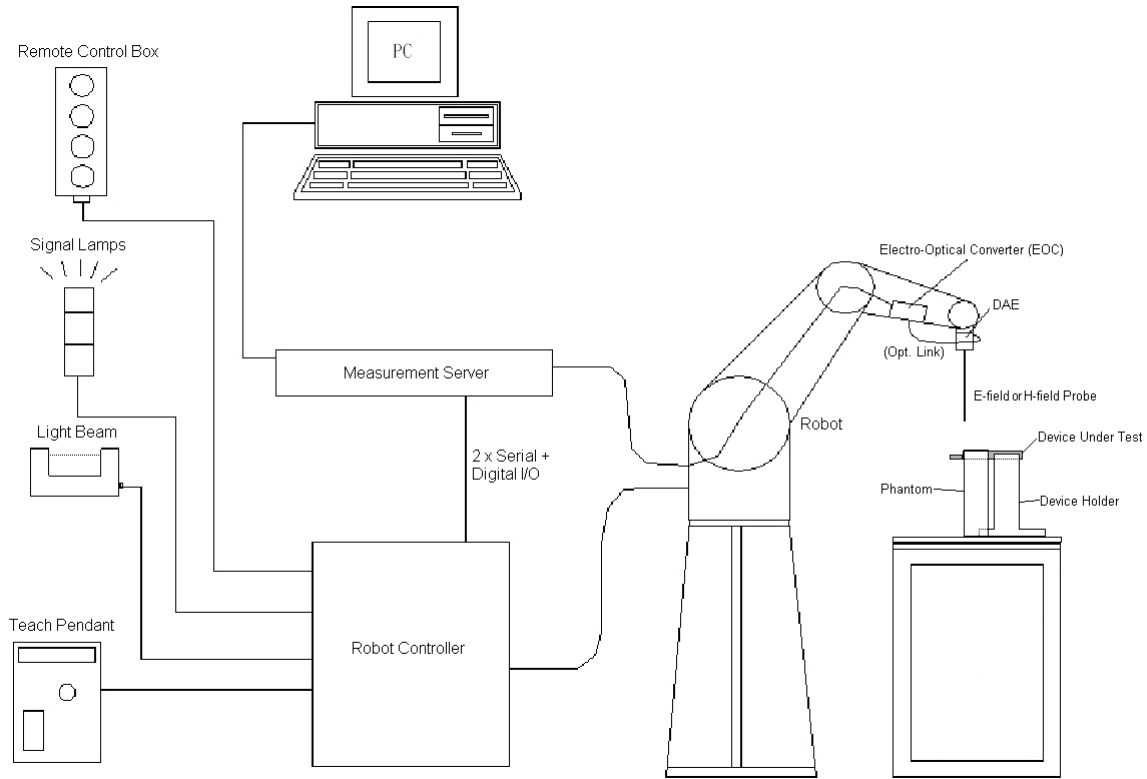 Remote Control Box
PC
Signal Lamps
Electro-Optical Converter (EOC)
DAE
(Opt. Link)
Measurement Server
E-field or H-field Probe
Robot
Light Beam
Device Under Test
2 x Serial +
Digital I/O
Phantom
Device Holder
Teach Pendant
Robot Controller